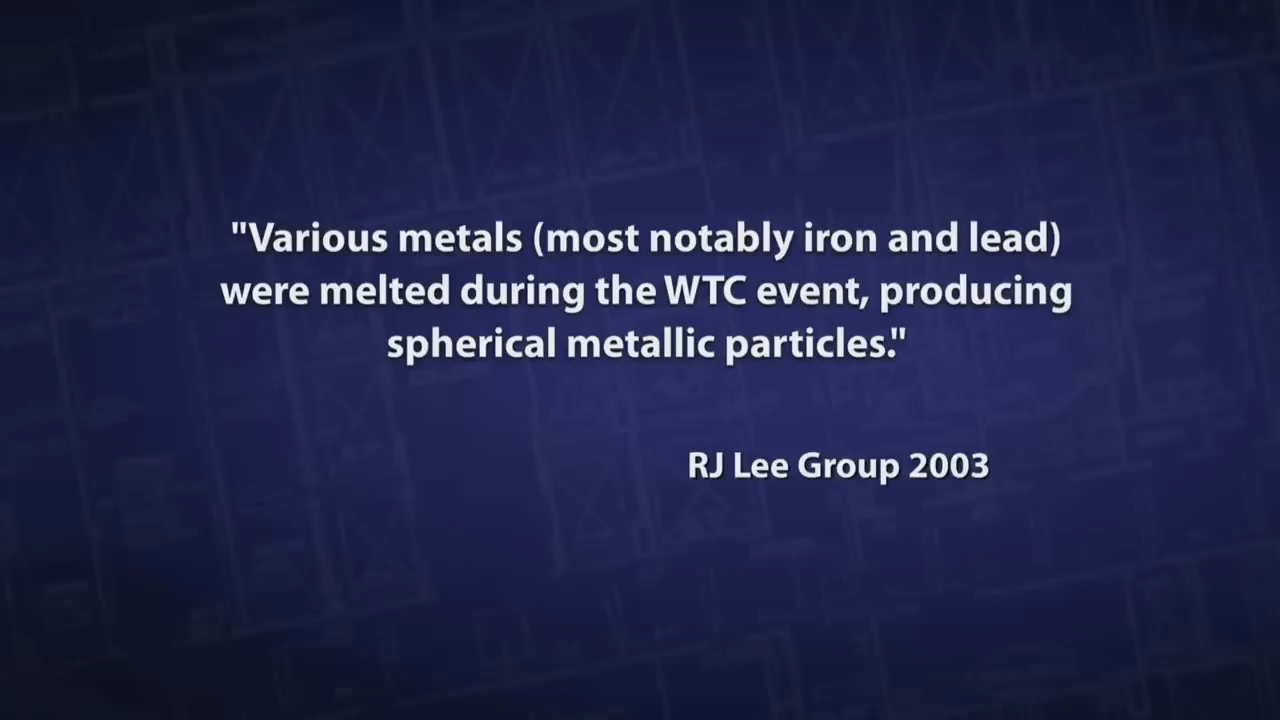 "Various metals (most notably iron and lead)
were melted during the WTC event, producing
spherical metallic particles."
RJ Lee Group 2003